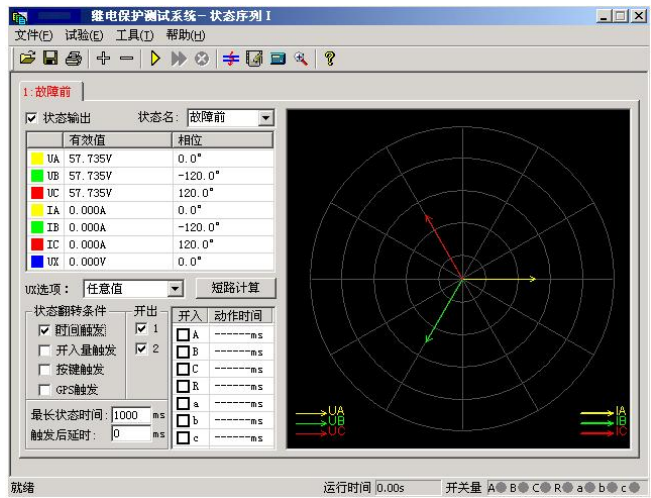 继电保护测试系统－状态序列 I
文件(F) 试验(E) 工具(T) 帮助(H)
1:故障前
状态输出 状态名: 故障前
有效值 相位
UA 57.735V 0.0°
UB 57.735V -120.0°
UC 57.735V 120.0°
IA 0.000A 0.0°
IB 0.000A -120.0°
IC 0.000A 120.0°
UX 0.000V 0.0°
UX选项: 任意值 短路计算
状态翻转条件 开出 开入 动作时间
时间触发 1 A ------ms
开入量触发 2 B ------ms
按键触发 C ------ms
GPS触发 R ------ms
最长状态时间: 1000 ms a ------ms
触发后延时: 0 ms b ------ms
c ------ms
UA IA
UB IB
UC IC
就绪 运行时间 0.00s 开关量 A B C R a b c